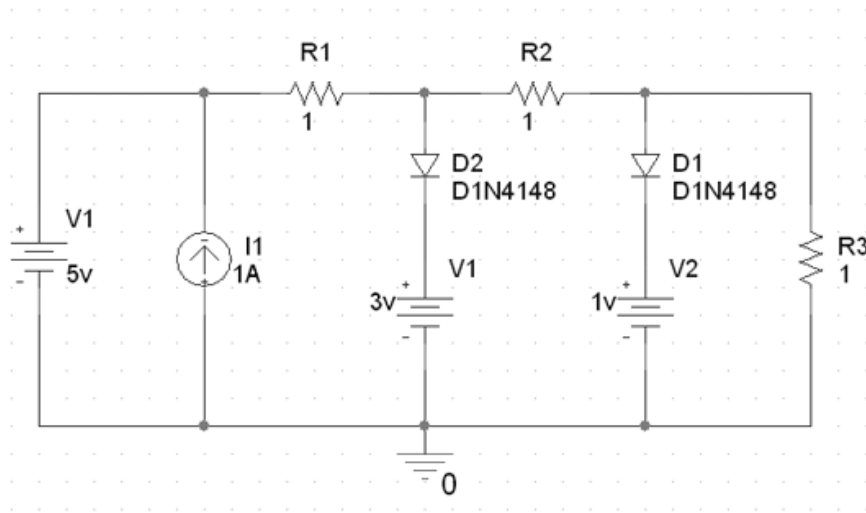 R1
1
R2
1
D2
D1N4148
D1
D1N4148
+
V1
5v
-
-
I1
1A
+
+
V1
3v
-
+
V2
1v
-
R3
1
0